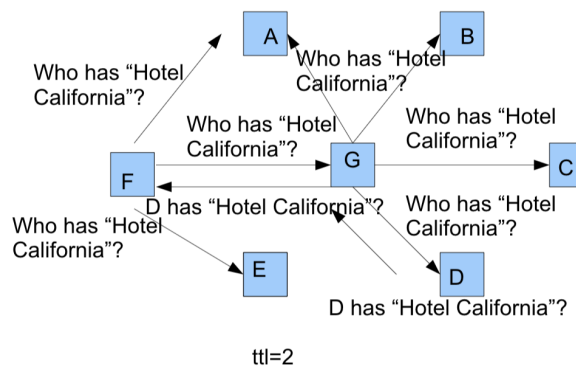 A
B
Who has “Hotel
California”?
Who has “Hotel
California”?
Who has “Hotel
California”?
Who has “Hotel
California”?
G
C
F
D has “Hotel California”?
Who has “Hotel
California”?
Who has “Hotel
California”?
E
D
D has “Hotel California”?
ttl=2